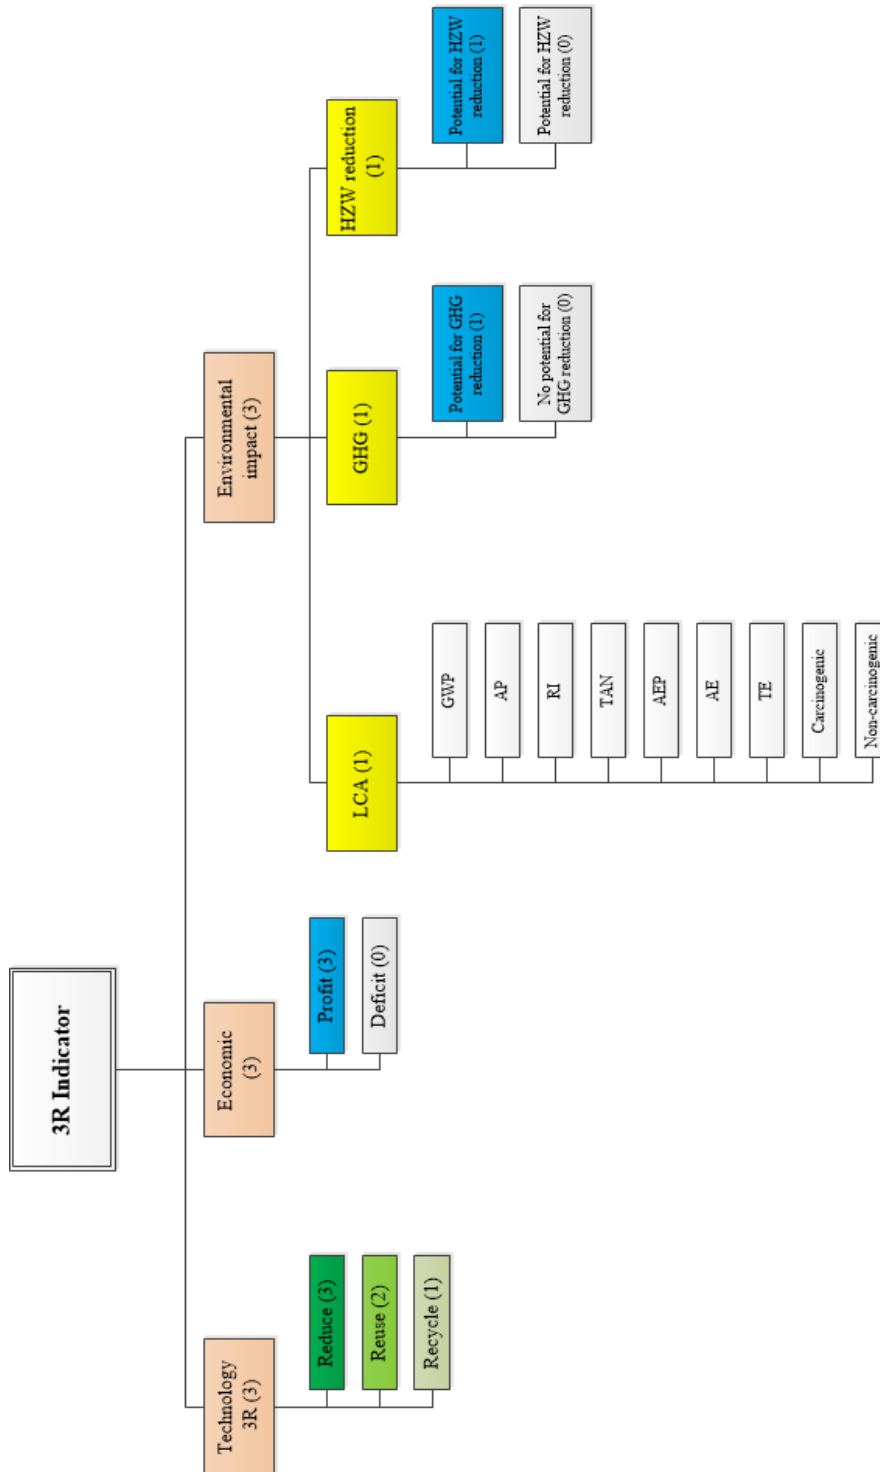 3R Indicator
Technology
3R (3)
Reduce (3)
Reuse (2)
Recycle (1)
Economic
(3)
Profit (3)
Deficit (0)
Environmental
impact (3)
LCA (1)
GWP
AP
RI
TAN
AEP
AE
TE
Carcinogenic
Non-carcinogenic
GHG (1)
Potential for GHG
reduction (1)
No potential for
GHG reduction (0)
HZW reduction
(1)
Potential for HZW
reduction (1)
Potential for HZW
reduction (0)